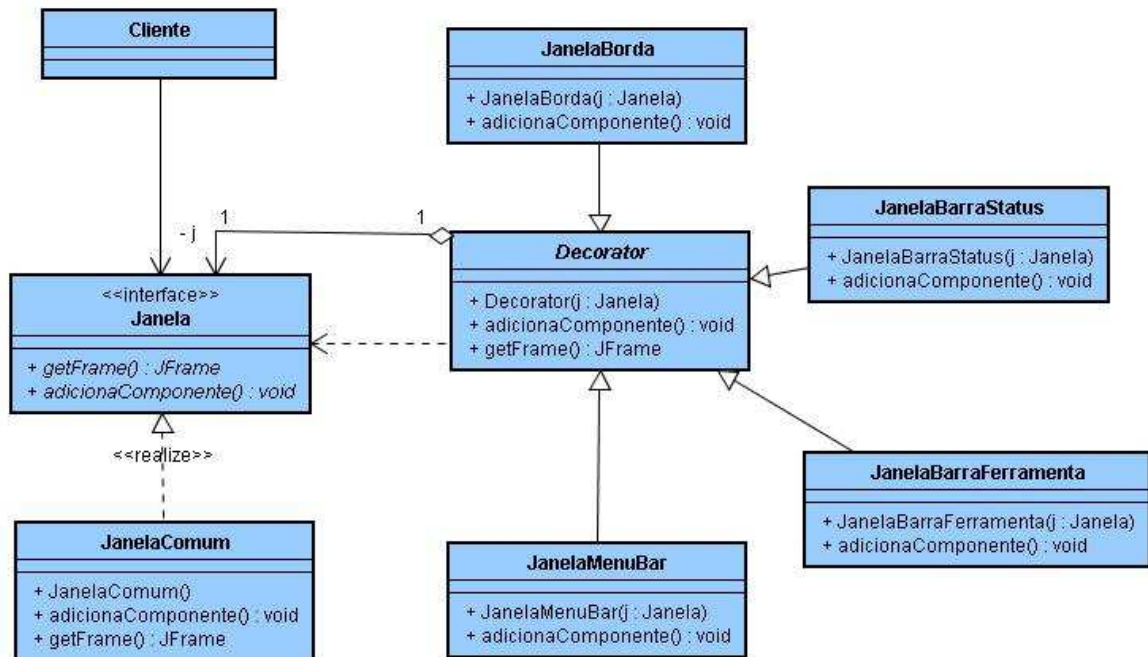 Cliente
JanelaBorda
+ JanelaBorda(j : Janela)
+ adicionaComponente() : void
1
1
- j
<<interface>>
Janela
+ getFrame() : JFrame
+ adicionaComponente() : void
Decorator
+ Decorator(j : Janela)
+ adicionaComponente() : void
+ getFrame() : JFrame
JanelaBarraStatus
+ JanelaBarraStatus(j : Janela)
+ adicionaComponente() : void
<<realize>>
JanelaComum
+ JanelaComum()
+ adicionaComponente() : void
+ getFrame() : JFrame
JanelaMenuBar
+ JanelaMenuBar(j : Janela)
+ adicionaComponente() : void
JanelaBarraFerramenta
+ JanelaBarraFerramenta(j : Janela)
+ adicionaComponente() : void